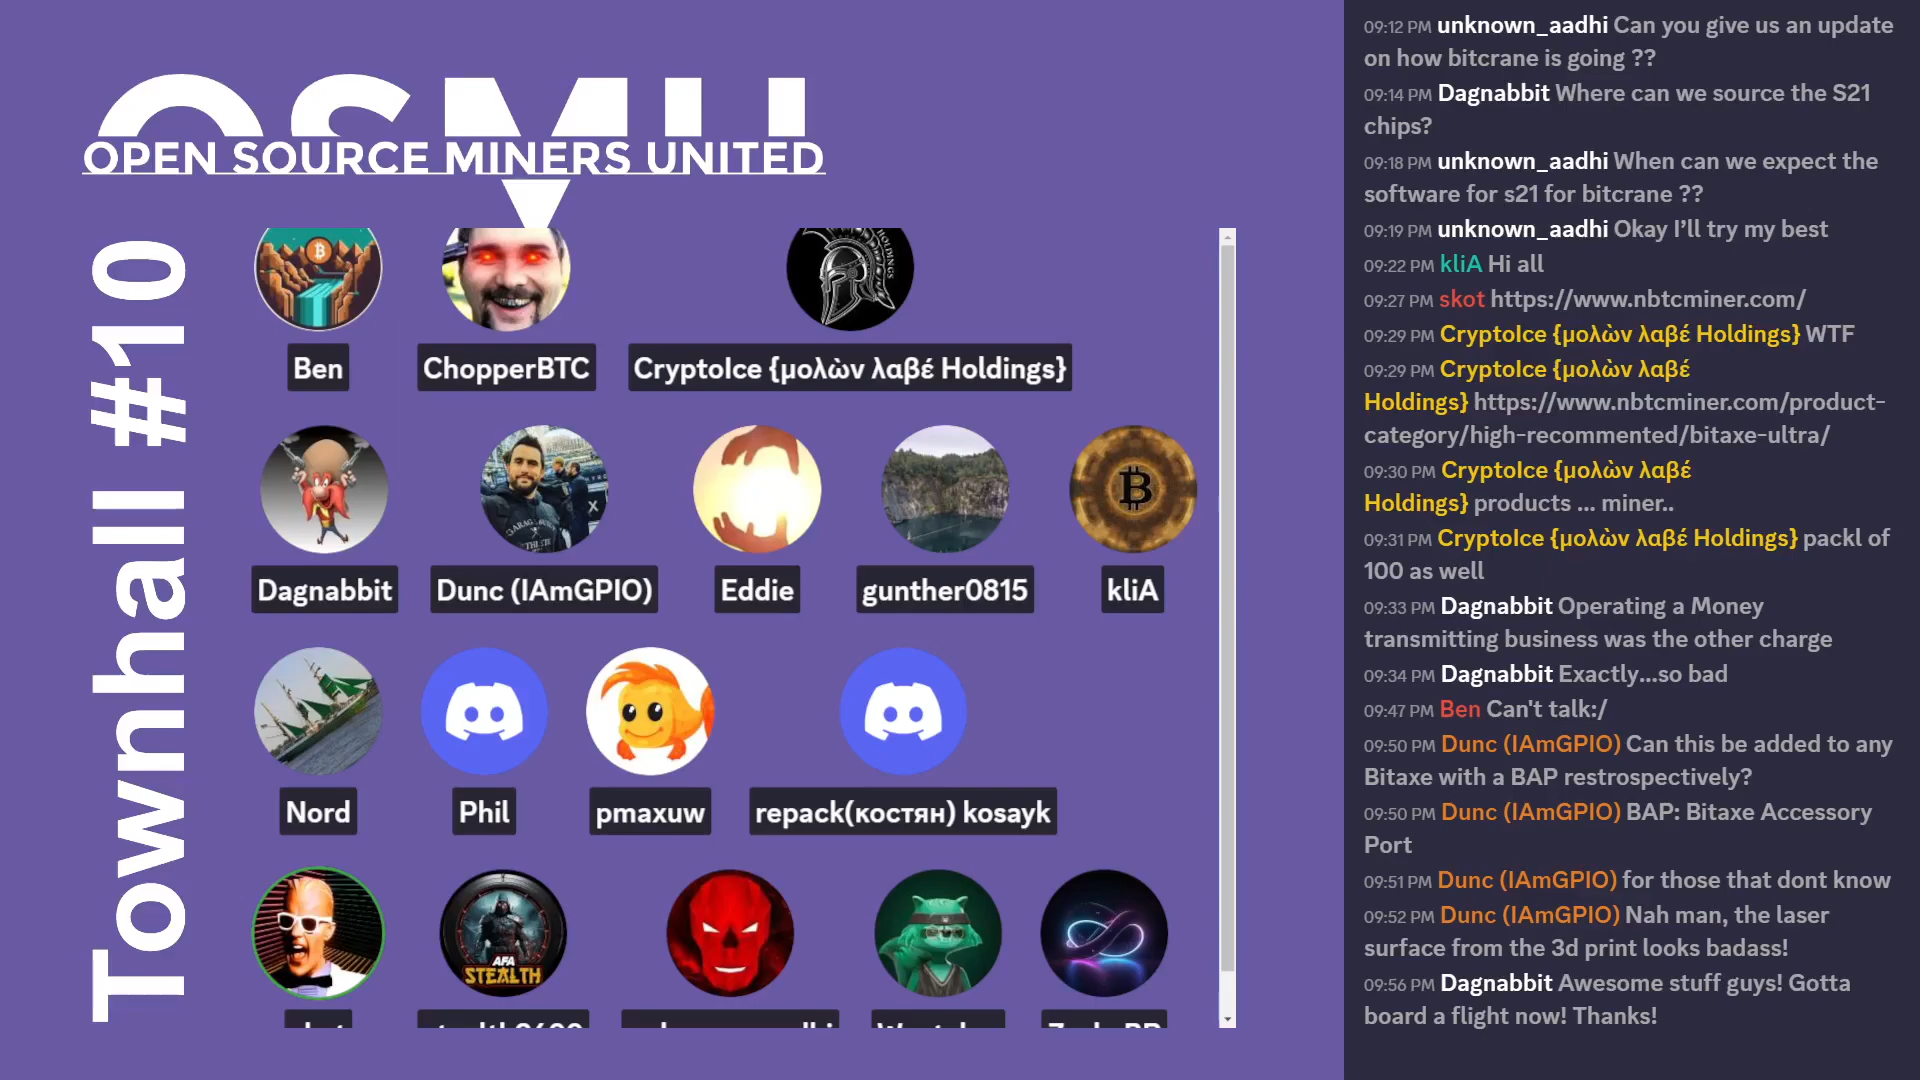 OSMU
OPEN SOURCE MINERS UNITED
Townhall #10
HOLDINGS
Ben
ChopperBTC
CryptoIce {μολὼν λαβέ Holdings}
X
Dagnabbit
Dunc (IAmGPIO)
Eddie
gunther0815
kliA
Nord
Phil
pmaxuw
repack(костян) kosayk
AFA
STEALTH
09:12 PM unknown_aadhi Can you give us an update
on how bitcrane is going ??
09:14 PM Dagnabbit Where can we source the S21
chips?
09:18 PM unknown_aadhi When can we expect the
software for s21 for bitcrane ??
09:19 PM unknown_aadhi Okay I’ll try my best
09:22 PM kliA Hi all
09:27 PM skot https://www.nbtcminer.com/
09:29 PM CryptoIce {μολὼν λαβέ Holdings} WTF
09:29 PM CryptoIce {μολὼν λαβέ
Holdings} https://www.nbtcminer.com/product-
category/high-recommented/bitaxe-ultra/
09:30 PM CryptoIce {μολὼν λαβέ
Holdings} products ... miner..
09:31 PM CryptoIce {μολὼν λαβέ Holdings} packl of
100 as well
09:33 PM Dagnabbit Operating a Money
transmitting business was the other charge
09:34 PM Dagnabbit Exactly...so bad
09:47 PM Ben Can't talk:/
09:50 PM Dunc (IAmGPIO) Can this be added to any
Bitaxe with a BAP restrospectively?
09:50 PM Dunc (IAmGPIO) BAP: Bitaxe Accessory
Port
09:51 PM Dunc (IAmGPIO) for those that dont know
09:52 PM Dunc (IAmGPIO) Nah man, the laser
surface from the 3d print looks badass!
09:56 PM Dagnabbit Awesome stuff guys! Gotta
board a flight now! Thanks!